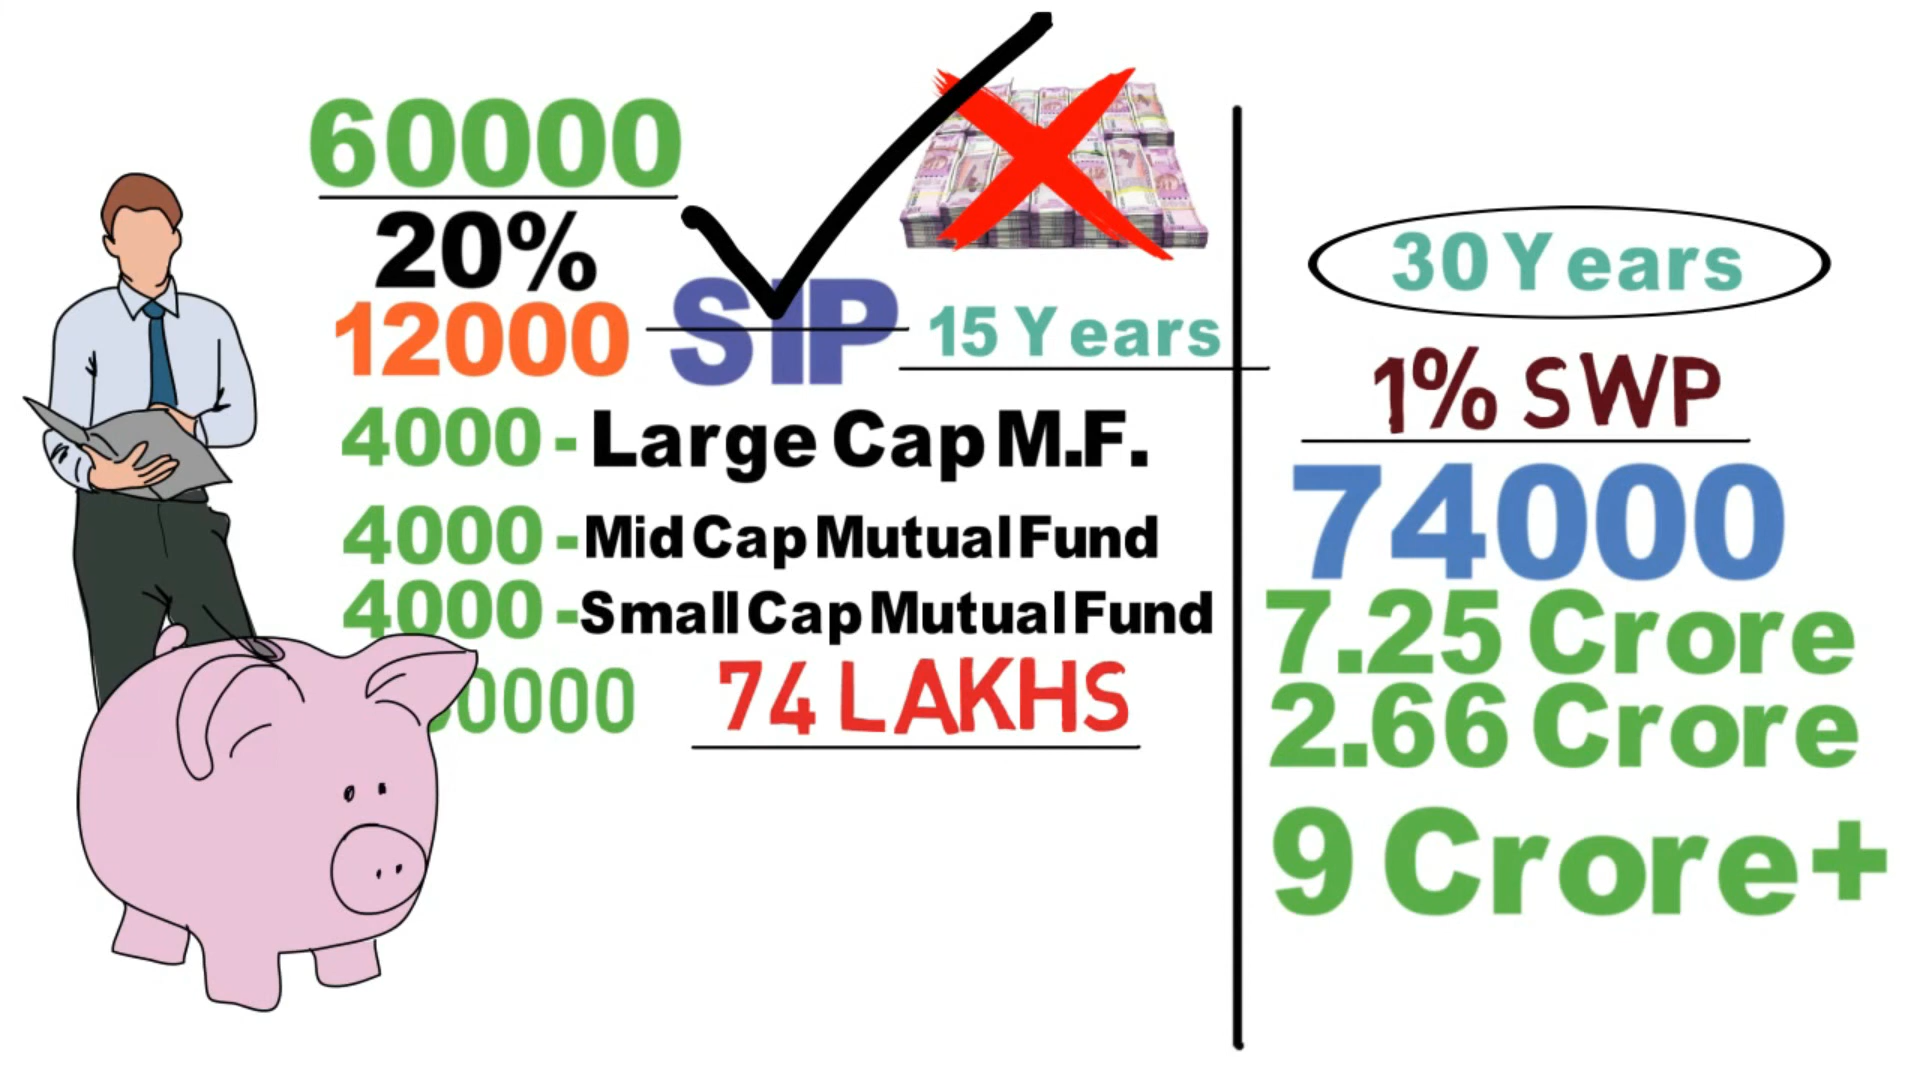 60000
20%
12000 SIP 15 Years
4000 - Large Cap M.F.
4000 - Mid Cap Mutual Fund
4000 - Small Cap Mutual Fund
74 LAKHS
30 Years
1% SWP
74000
7.25 Crore
2.66 Crore
9 Crore+